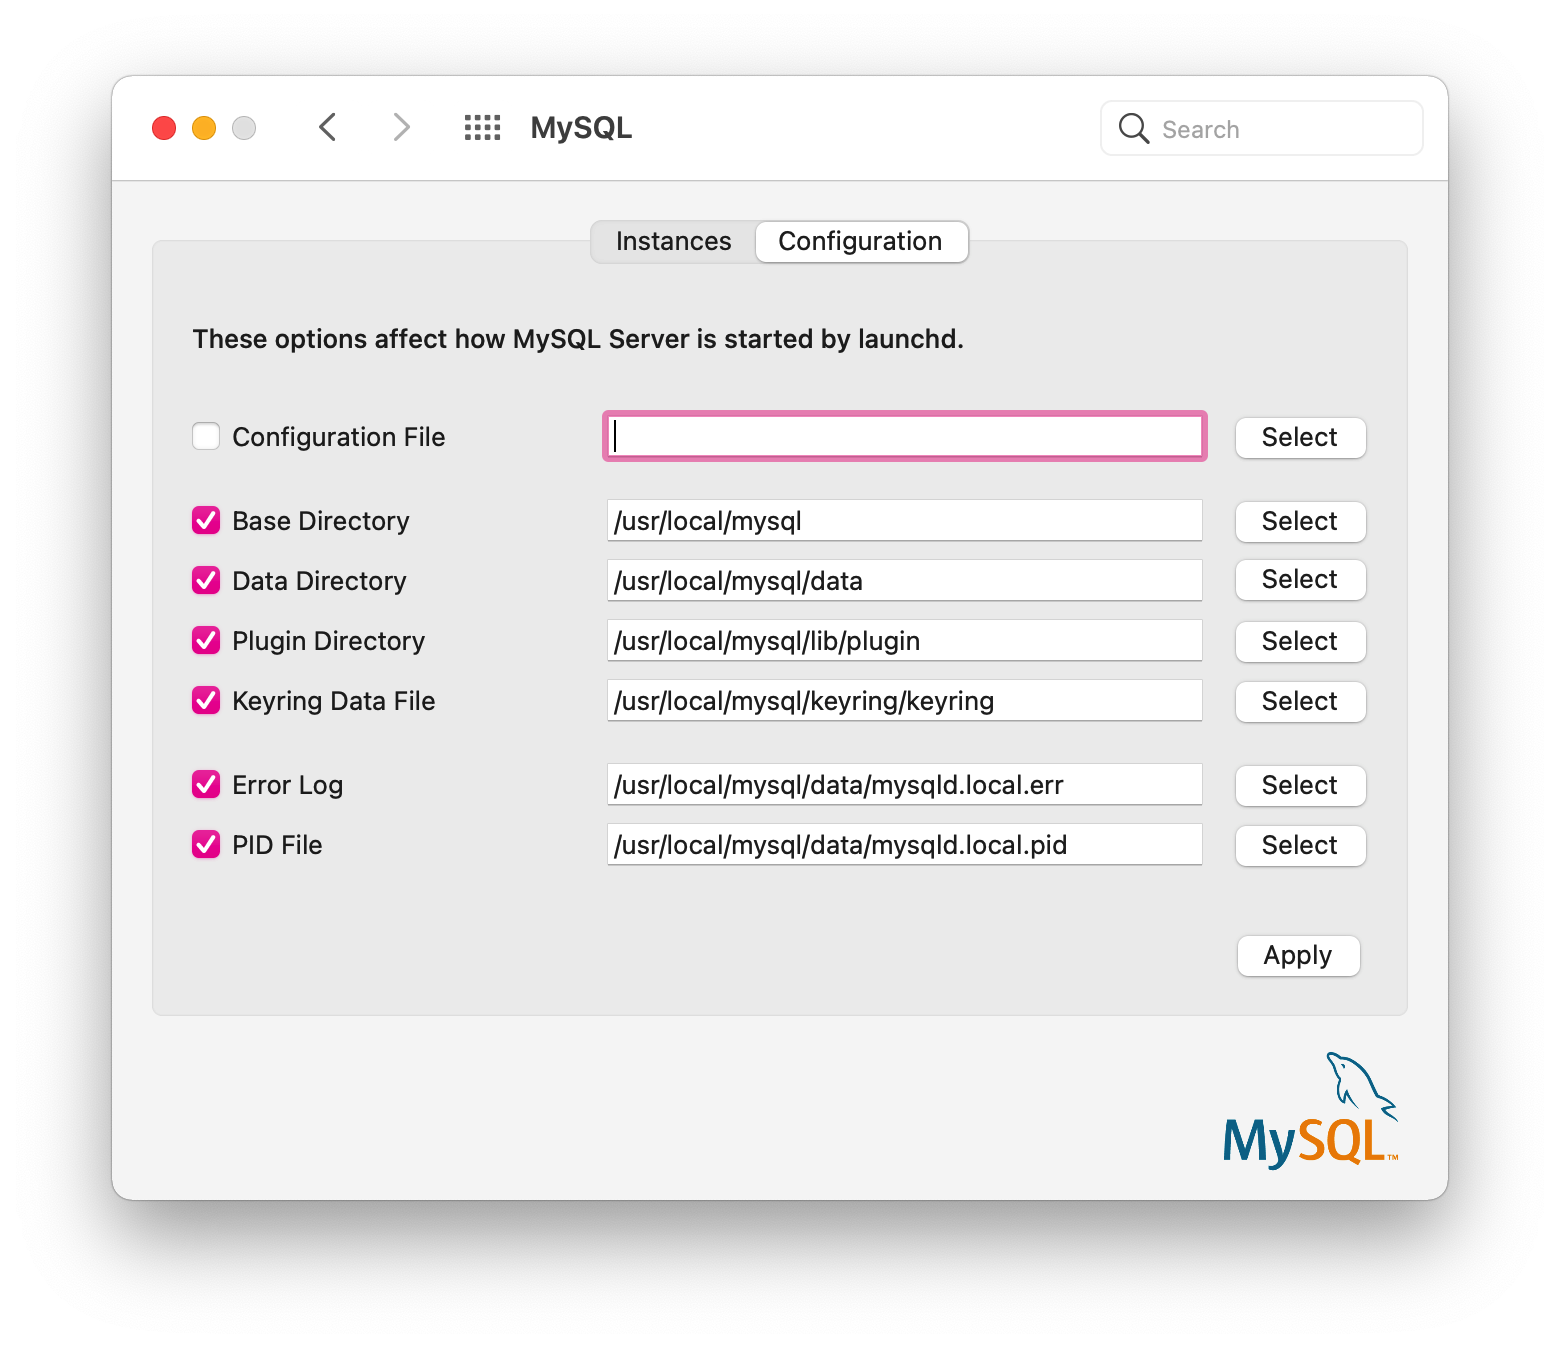 MySQL
Search
Instances
Configuration
These options affect how MySQL Server is started by launchd.
Configuration File
Select
Base Directory
/usr/local/mysql
Select
Data Directory
/usr/local/mysql/data
Select
Plugin Directory
/usr/local/mysql/lib/plugin
Select
Keyring Data File
/usr/local/mysql/keyring/keyring
Select
Error Log
/usr/local/mysql/data/mysqld.local.err
Select
PID File
/usr/local/mysql/data/mysqld.local.pid
Select
Apply
MySQL™